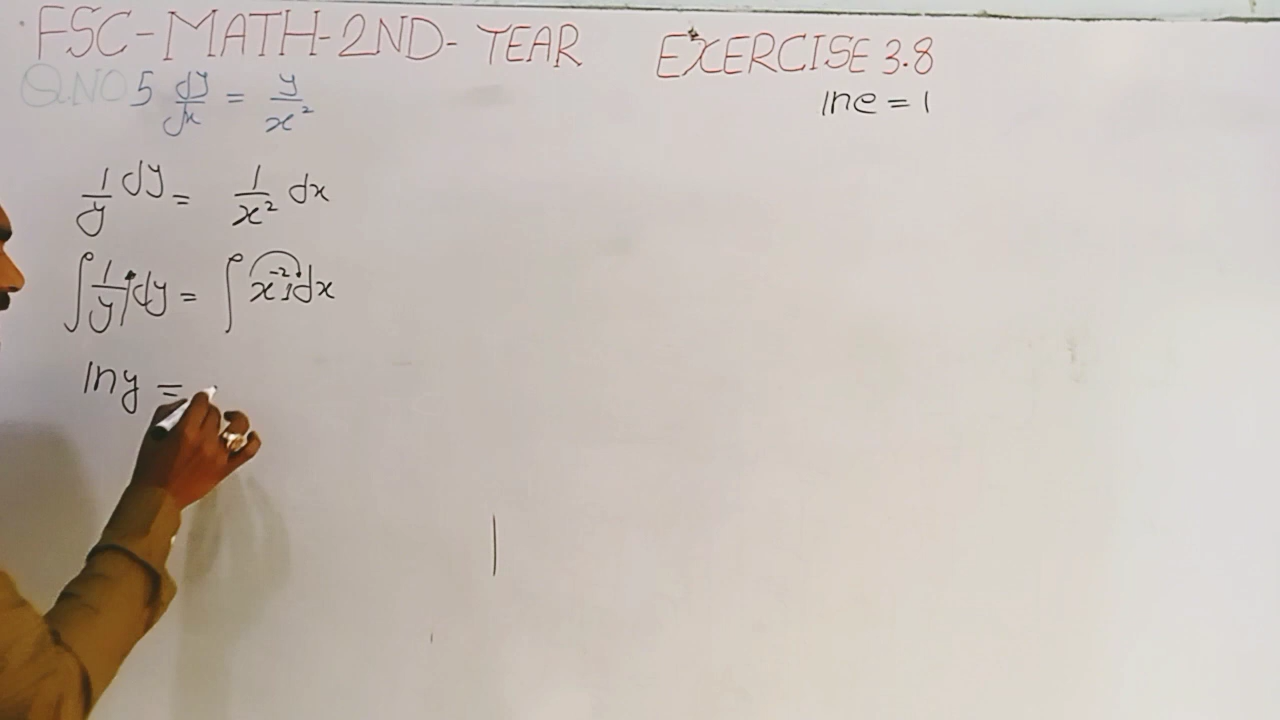 FSC-MATH-2ND-YEAR EXERCISE 3.8
Q.NO 5 dy/dx = y/x² lne = 1
1/y dy = 1/x² dx
∫ 1/y dy = ∫ x⁻² dx
lny =